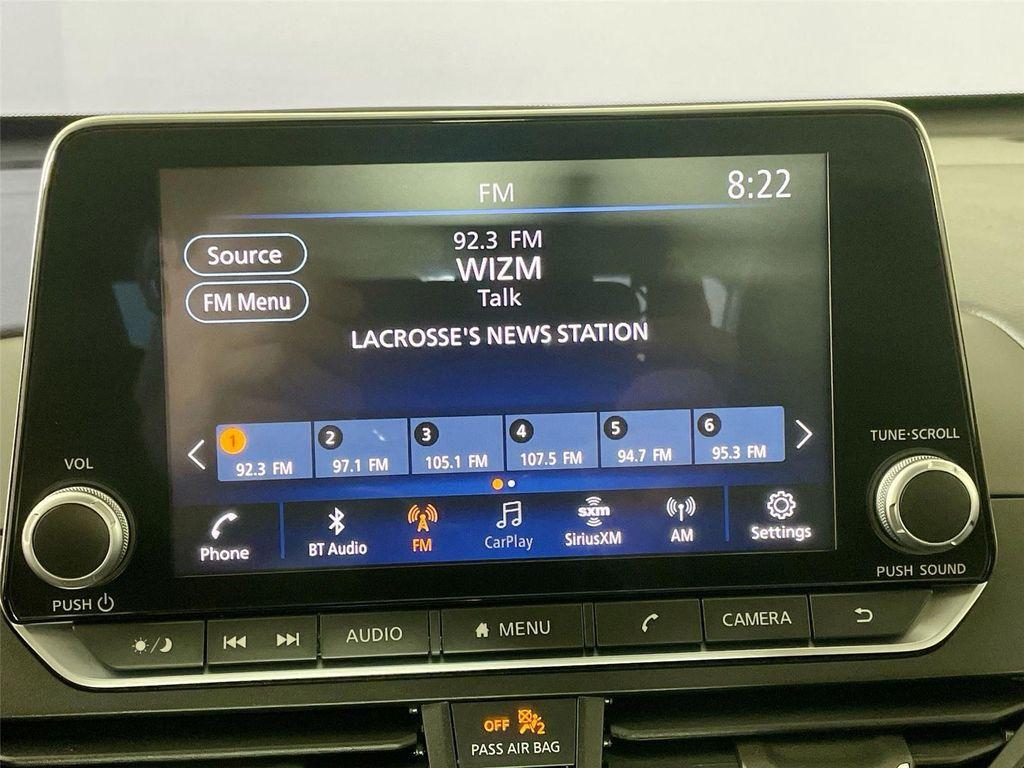 FM
8:22
Source
FM Menu
92.3 FM
WIZM
Talk
LACROSSE'S NEWS STATION
1 92.3 FM
2 97.1 FM
3 105.1 FM
4 107.5 FM
5 94.7 FM
6 95.3 FM
Phone
BT Audio
FM
CarPlay
sxm
SiriusXM
AM
Settings
VOL
PUSH
TUNE·SCROLL
PUSH SOUND
AUDIO
MENU
CAMERA
OFF 2
PASS AIR BAG